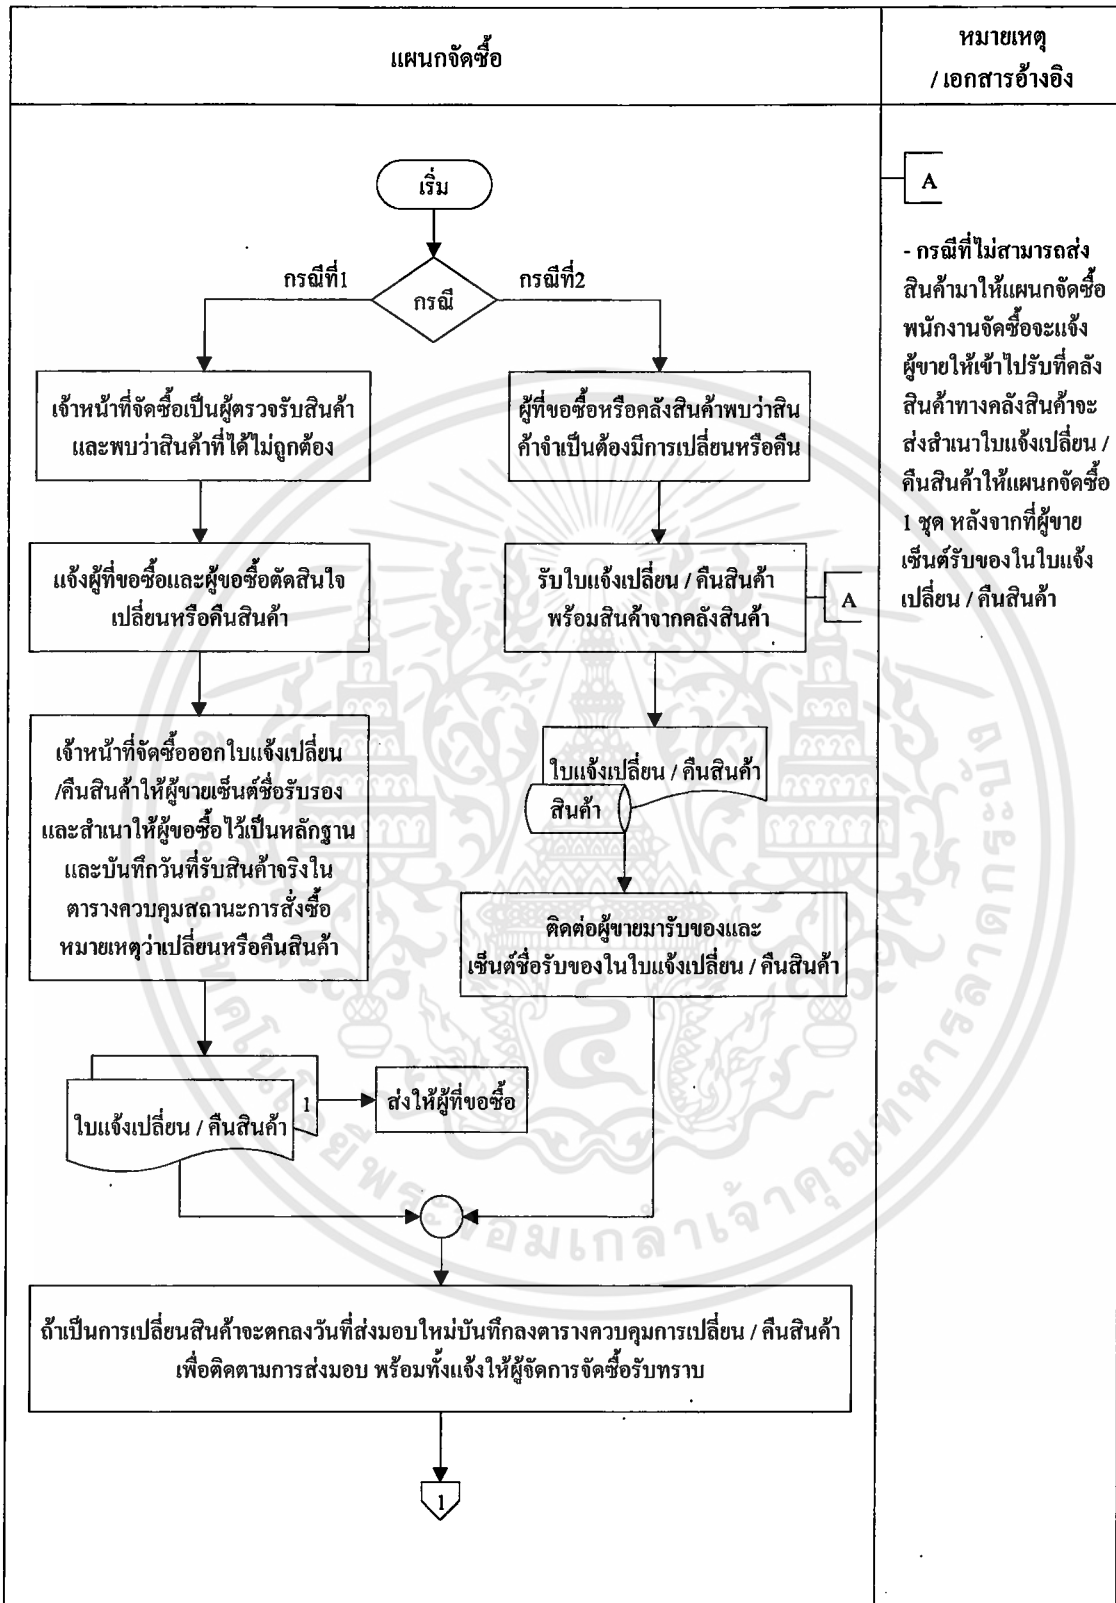 แผนกจัดซื้อ
หมายเหตุ
/ เอกสารอ้างอิง
เริ่ม
กรณีที่1
กรณี
กรณีที่2
เจ้าหน้าที่จัดซื้อเป็นผู้ตรวจรับสินค้า
และพบว่าสินค้าที่ได้ไม่ถูกต้อง
ผู้ที่ขอซื้อหรือคลังสินค้าพบว่าสิน
ค้าจำเป็นต้องมีการเปลี่ยนหรือคืน
แจ้งผู้ที่ขอซื้อและผู้ขอซื้อตัดสินใจ
เปลี่ยนหรือคืนสินค้า
รับใบแจ้งเปลี่ยน / คืนสินค้า
พร้อมสินค้าจากคลังสินค้า
A
เจ้าหน้าที่จัดซื้อออกใบแจ้งเปลี่ยน
/คืนสินค้าให้ผู้ขายเซ็นต์ชื่อรับรอง
และสำเนาให้ผู้ขอซื้อไว้เป็นหลักฐาน
และบันทึกวันที่รับสินค้าจริงใน
ตารางควบคุมสถานะการสั่งซื้อ
หมายเหตุว่าเปลี่ยนหรือคืนสินค้า
ใบแจ้งเปลี่ยน / คืนสินค้า
สินค้า
ติดต่อผู้ขายมารับของและ
เซ็นต์ชื่อรับของในใบแจ้งเปลี่ยน / คืนสินค้า
1
ใบแจ้งเปลี่ยน / คืนสินค้า
ส่งให้ผู้ที่ขอซื้อ
ถ้าเป็นการเปลี่ยนสินค้าจะตกลงวันที่ส่งมอบใหม่บันทึกลงตารางควบคุมการเปลี่ยน / คืนสินค้า
เพื่อติดตามการส่งมอบ พร้อมทั้งแจ้งให้ผู้จัดการจัดซื้อรับทราบ
1
A
- กรณีที่ไม่สามารถส่ง
สินค้ามาให้แผนกจัดซื้อ
พนักงานจัดซื้อจะแจ้ง
ผู้ขายให้เข้าไปรับที่คลัง
สินค้าทางคลังสินค้าจะ
ส่งสำเนาใบแจ้งเปลี่ยน /
คืนสินค้าให้แผนกจัดซื้อ
1 ชุด หลังจากที่ผู้ขาย
เซ็นต์รับของในใบแจ้ง
เปลี่ยน / คืนสินค้า